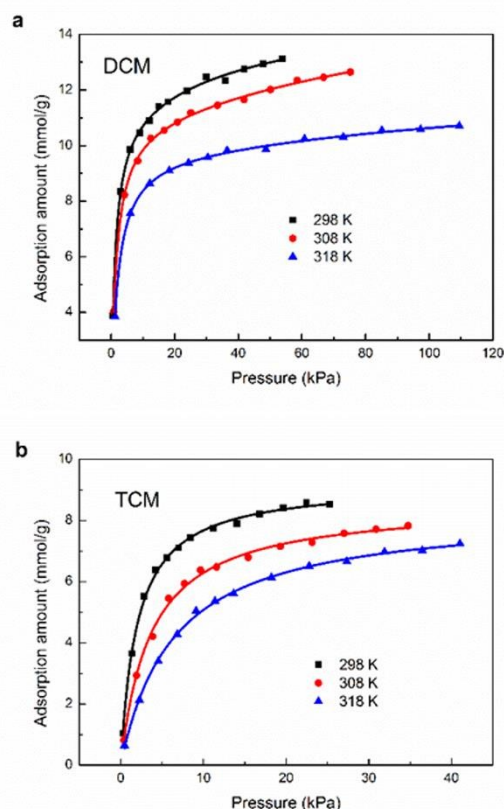 a
DCM
Adsorption amount (mmol/g)
14
12
10
8
6
4
298 K
308 K
318 K
0 20 40 60 80 100 120
Pressure (kPa)
b
TCM
Adsorption amount (mmol/g)
10
8
6
4
2
0
298 K
308 K
318 K
0 10 20 30 40
Pressure (kPa)